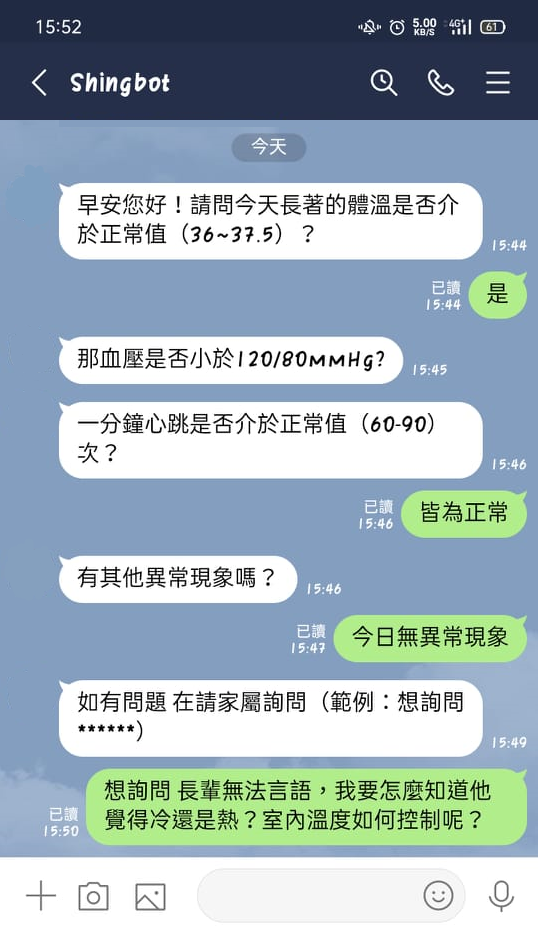 15:52
5.00
KB/S
4G+
61
Shingbot
今天
早安您好！請問今天長著的體溫是否介
於正常值（36~37.5）？
15:44
已讀
15:44
是
那血壓是否小於120/80MMHg?
15:45
一分鐘心跳是否介於正常值（60-90）
次？
15:46
已讀
15:46
皆為正常
有其他異常現象嗎？
15:46
已讀
15:47
今日無異常現象
如有問題 在請家屬詢問（範例：想詢問
******）
15:49
已讀
15:50
想詢問 長輩無法言語，我要怎麼知道他
覺得冷還是熱？室內溫度如何控制呢？